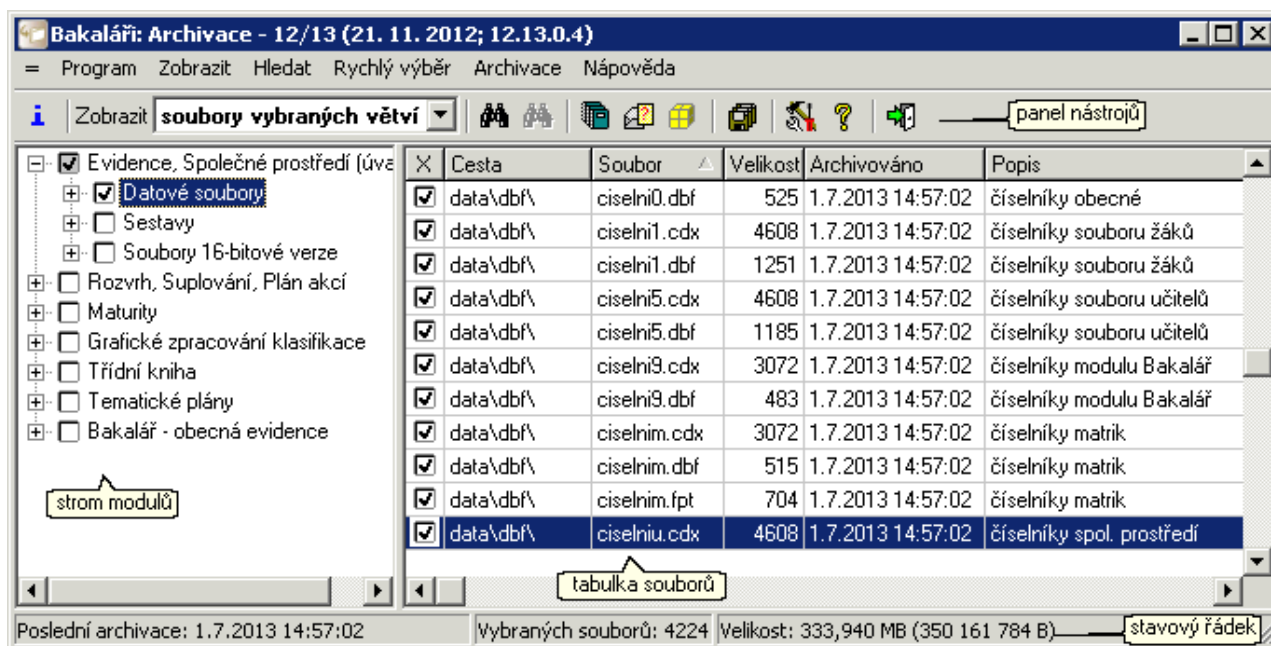 Bakaláři: Archivace - 12/13 (21. 11. 2012; 12.13.0.4)
= Program Zobrazit Hledat Rychlý výběr Archivace Nápověda
i Zobrazit soubory vybraných větví panel nástrojů
Evidence, Společné prostředí (úva
Datové soubory
Sestavy
Soubory 16-bitové verze
Rozvrh, Suplování, Plán akcí
Maturity
Grafické zpracování klasifikace
Třídní kniha
Tematické plány
Bakalář - obecná evidence
strom modulů
X Cesta Soubor Velikost Archivováno Popis
data\dbf\ ciselni0.dbf 525 1.7.2013 14:57:02 číselníky obecné
data\dbf\ ciselni1.cdx 4608 1.7.2013 14:57:02 číselníky souboru žáků
data\dbf\ ciselni1.dbf 1251 1.7.2013 14:57:02 číselníky souboru žáků
data\dbf\ ciselni5.cdx 4608 1.7.2013 14:57:02 číselníky souboru učitelů
data\dbf\ ciselni5.dbf 1185 1.7.2013 14:57:02 číselníky souboru učitelů
data\dbf\ ciselni9.cdx 3072 1.7.2013 14:57:02 číselníky modulu Bakalář
data\dbf\ ciselni9.dbf 483 1.7.2013 14:57:02 číselníky modulu Bakalář
data\dbf\ ciselnim.cdx 3072 1.7.2013 14:57:02 číselníky matrik
data\dbf\ ciselnim.dbf 515 1.7.2013 14:57:02 číselníky matrik
data\dbf\ ciselnim.fpt 704 1.7.2013 14:57:02 číselníky matrik
data\dbf\ ciselniu.cdx 4608 1.7.2013 14:57:02 číselníky spol. prostředí
tabulka souborů
Poslední archivace: 1.7.2013 14:57:02 Vybraných souborů: 4224 Velikost: 333,940 MB (350 161 784 B) stavový řádek